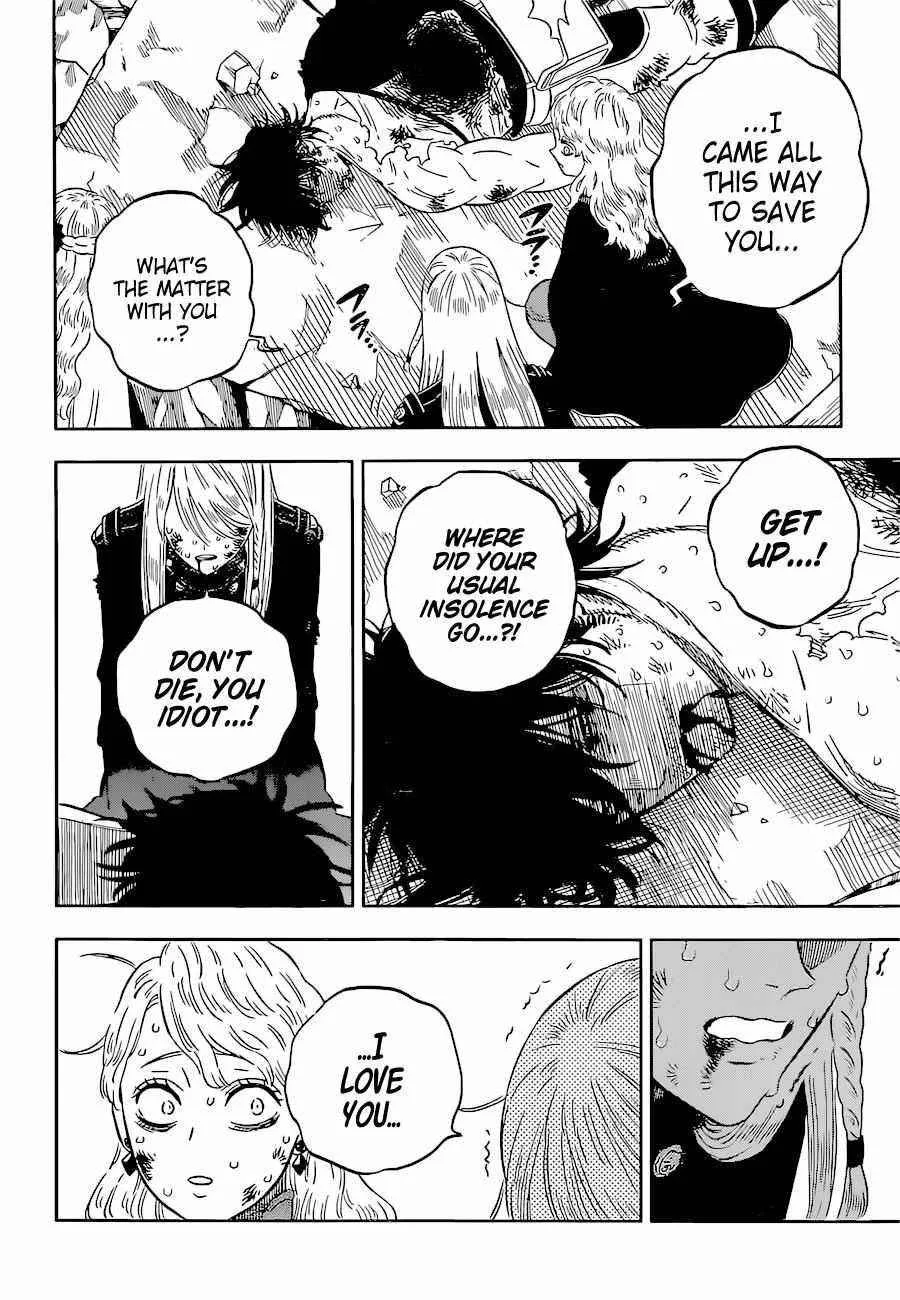 ...I
CAME ALL
THIS WAY
TO SAVE
YOU...
WHAT'S
THE MATTER
WITH YOU
...?
GET
UP...!
WHERE
DID YOUR
USUAL
INSOLENCE
GO...?!
DON'T
DIE, YOU
IDIOT...!
...I
LOVE
YOU...